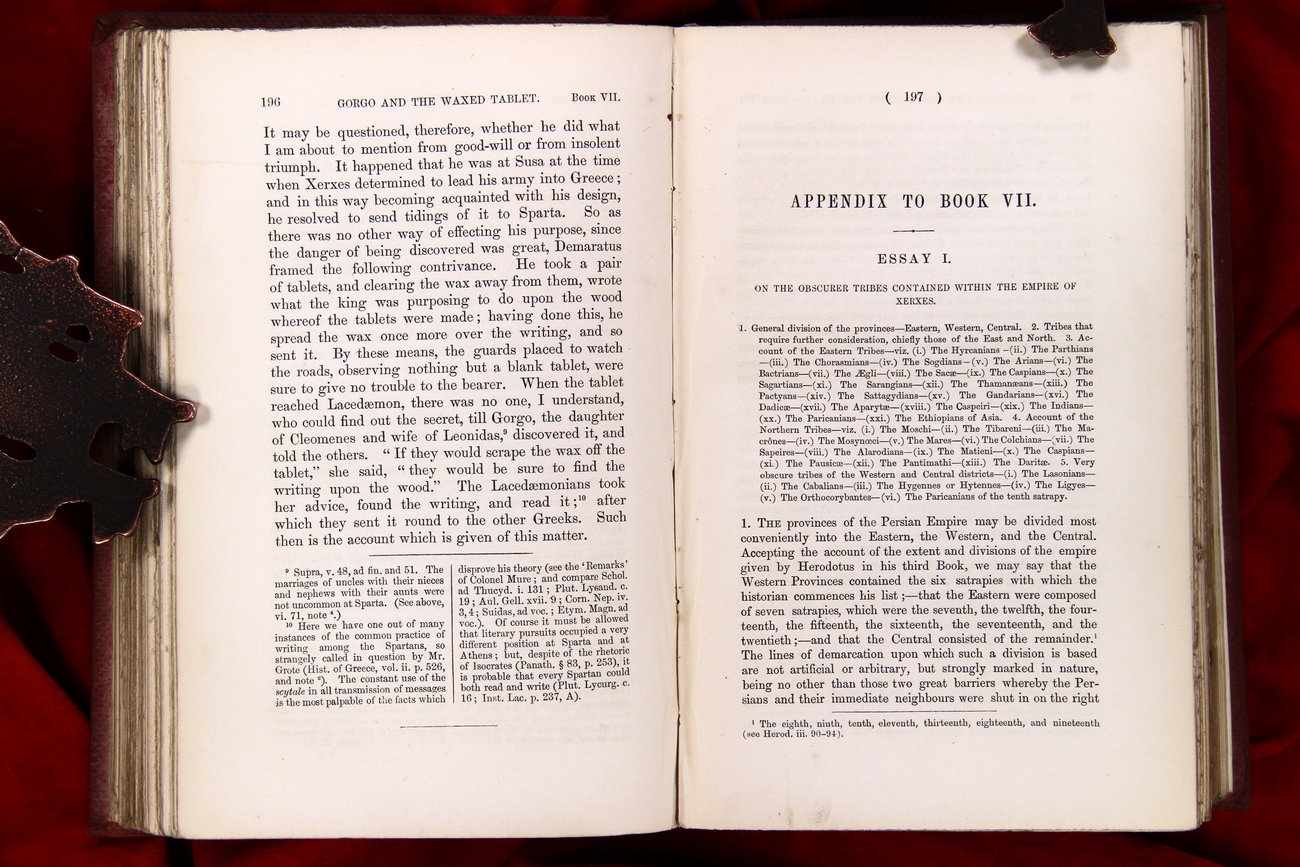 196 GORGO AND THE WAXED TABLET. BOOK VII.
It may be questioned, therefore, whether he did what
I am about to mention from good-will or from insolent
triumph. It happened that he was at Susa at the time
when Xerxes determined to lead his army into Greece;
and in this way becoming acquainted with his design,
he resolved to send tidings of it to Sparta. So as
there was no other way of effecting his purpose, since
the danger of being discovered was great, Demaratus
framed the following contrivance. He took a pair
of tablets, and clearing the wax away from them, wrote
what the king was purposing to do upon the wood
whereof the tablets were made; having done this, he
spread the wax once more over the writing, and so
sent it. By these means, the guards placed to watch
the roads, observing nothing but a blank tablet, were
sure to give no trouble to the bearer. When the tablet
reached Lacedæmon, there was no one, I understand,
who could find out the secret, till Gorgo, the daughter
of Cleomenes and wife of Leonidas,⁹ discovered it, and
told the others. “If they would scrape the wax off the
tablet,” she said, “they would be sure to find the
writing upon the wood.” The Lacedæmonians took
her advice, found the writing, and read it;¹⁰ after
which they sent it round to the other Greeks. Such
then is the account which is given of this matter.
⁹ Supra, v. 48, ad fin. and 51. The
marriages of uncles with their nieces
and nephews with their aunts were
not uncommon at Sparta. (See above,
vi. 71, note ⁴.)
¹⁰ Here we have one out of many
instances of the common practice of
writing among the Spartans, so
strangely called in question by Mr.
Grote (Hist. of Greece, vol. ii. p. 526,
and note ²). The constant use of the
scytale in all transmission of messages
is the most palpable of the facts which
disprove his theory (see the ‘Remarks’
of Colonel Mure; and compare Schol.
ad Thucyd. i. 131; Plut. Lysand. c.
19; Aul. Gell. xvii. 9; Corn. Nep. iv.
3, 4; Suidas, ad voc.; Etym. Magn. ad
voc.). Of course it must be allowed
that literary pursuits occupied a very
different position at Sparta and at
Athens; but, despite of the rhetoric
of Isocrates (Panath. § 83, p. 253), it
is probable that every Spartan could
both read and write (Plut. Lycurg. c.
16; Inst. Lac. p. 237, A).
( 197 )
APPENDIX TO BOOK VII.
ESSAY I.
ON THE OBSCURER TRIBES CONTAINED WITHIN THE EMPIRE OF
XERXES.
1. General division of the provinces—Eastern, Western, Central. 2. Tribes that
require further consideration, chiefly those of the East and North. 3. Ac-
count of the Eastern Tribes—viz. (i.) The Hyrcanians—(ii.) The Parthians
—(iii.) The Chorasmians—(iv.) The Sogdians—(v.) The Arians—(vi.) The
Bactrians—(vii.) The Ægli—(viii.) The Sacæ—(ix.) The Caspians—(x.) The
Sagartians—(xi.) The Sarangians—(xii.) The Thamanæans—(xiii.) The
Pactyans—(xiv.) The Sattagydians—(xv.) The Gandarians—(xvi.) The
Dadicæ—(xvii.) The Aparytæ—(xviii.) The Caspeiri—(xix.) The Indians—
(xx.) The Paricanians—(xxi.) The Ethiopians of Asia. 4. Account of the
Northern Tribes—viz. (i.) The Moschi—(ii.) The Tibareni—(iii.) The Ma-
crônes—(iv.) The Mosynœci—(v.) The Mares—(vi.) The Colchians—(vii.) The
Sapeires—(viii.) The Alarodians—(ix.) The Matieni—(x.) The Caspians—
(xi.) The Pausicæ—(xii.) The Pantimathi—(xiii.) The Daritæ. 5. Very
obscure tribes of the Western and Central districts—(i.) The Lasonians—
(ii.) The Cabalians—(iii.) The Hygennes or Hytennes—(iv.) The Ligyes—
(v.) The Orthocorybantes—(vi.) The Paricanians of the tenth satrapy.
1. THE provinces of the Persian Empire may be divided most
conveniently into the Eastern, the Western, and the Central.
Accepting the account of the extent and divisions of the empire
given by Herodotus in his third Book, we may say that the
Western Provinces contained the six satrapies with which the
historian commences his list;—that the Eastern were composed
of seven satrapies, which were the seventh, the twelfth, the four-
teenth, the fifteenth, the sixteenth, the seventeenth, and the
twentieth;—and that the Central consisted of the remainder.¹
The lines of demarcation upon which such a division is based
are not artificial or arbitrary, but strongly marked in nature,
being no other than those two great barriers whereby the Per-
sians and their immediate neighbours were shut in on the right
¹ The eighth, ninth, tenth, eleventh, thirteenth, eighteenth, and nineteenth
(see Herod. iii. 90-94).